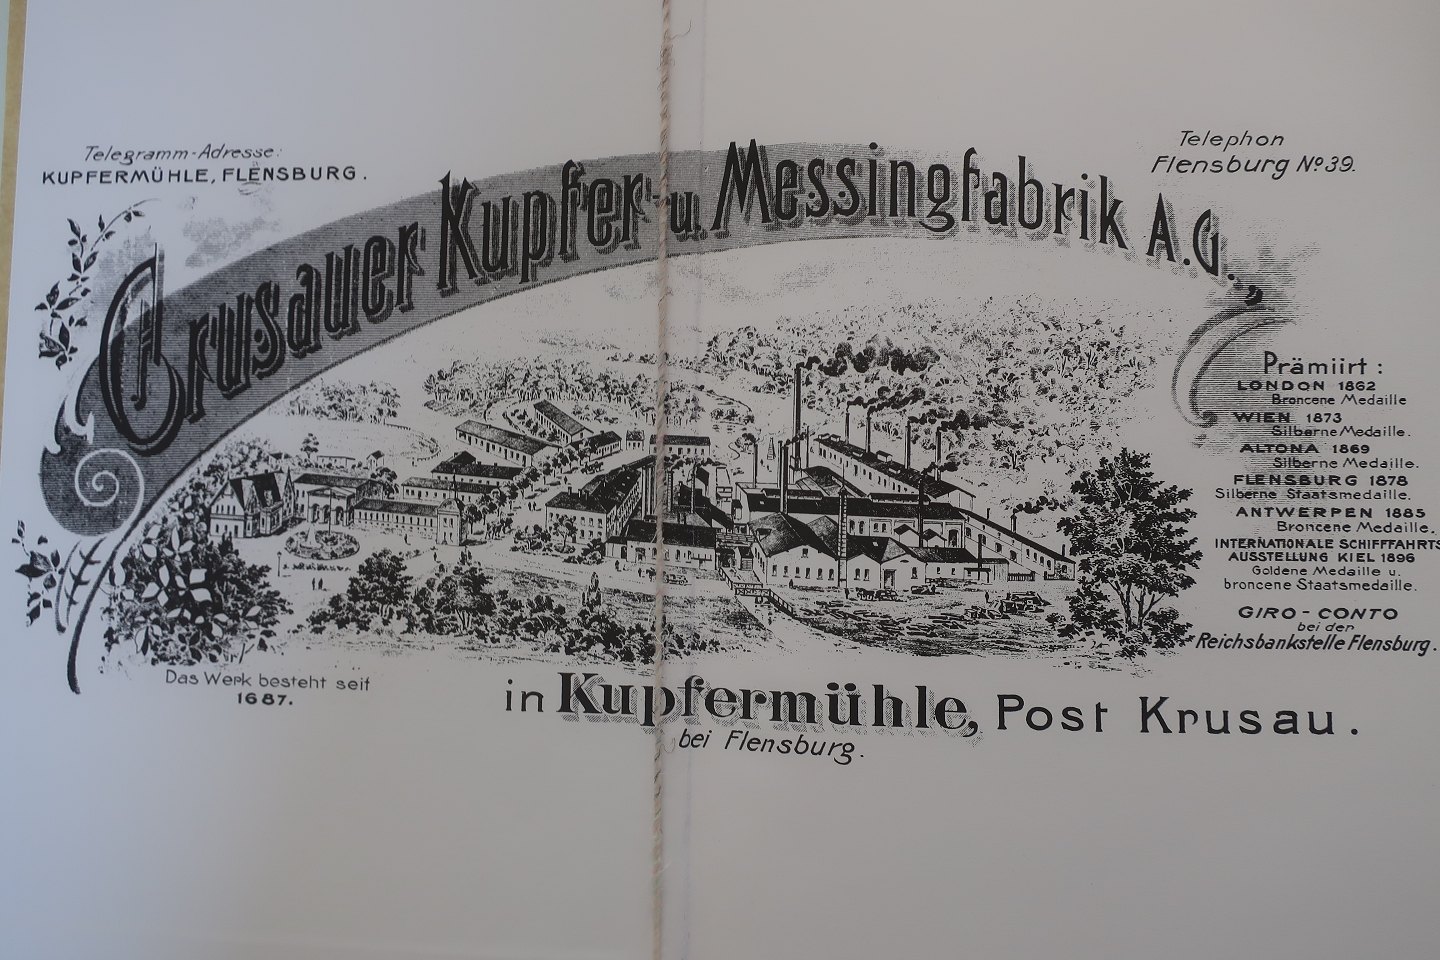 Telegramm-Adresse:
KUPFERMÜHLE, FLENSBURG.
Telephon
Flensburg No. 39.
Crusauer Kupfer- u. Messingfabrik A.G.,
Prämiirt:
LONDON 1862
Broncene Medaille
WIEN 1873
Silberne Medaille.
ALTONA 1869
Silberne Medaille.
FLENSBURG 1878
Silberne Staatsmedaille.
ANTWERPEN 1885
Broncene Medaille.
INTERNATIONALE SCHIFFFAHRTS
AUSSTELLUNG KIEL 1896
Goldene Medaille u.
broncene Staatsmedaille.
GIRO-CONTO
bei der
Reichsbankstelle Flensburg.
Das Werk besteht seit
1687.
in Kupfermühle, Post Krusau.
bei Flensburg.